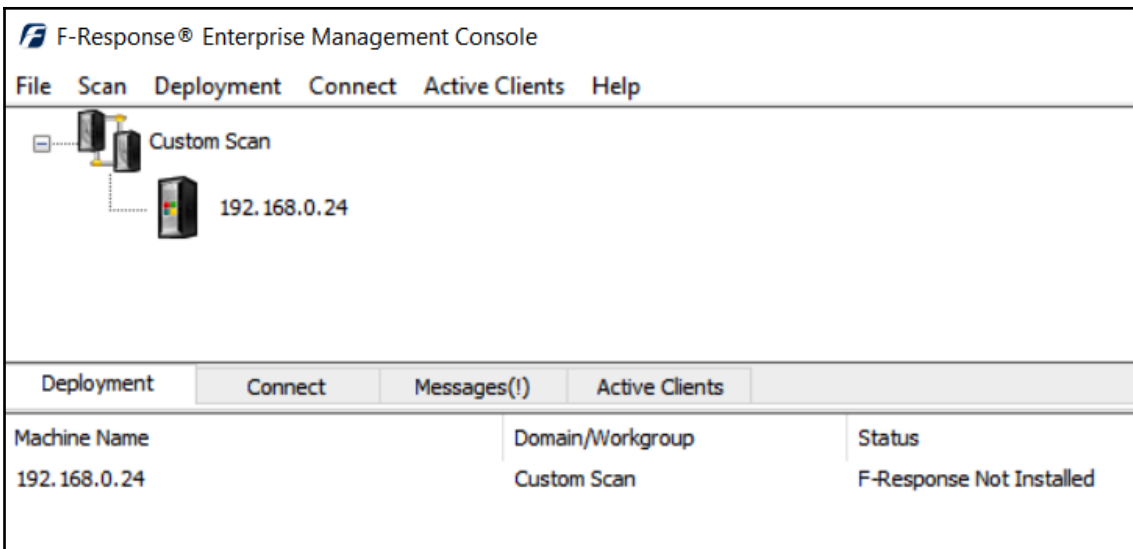 F-Response® Enterprise Management Console
File Scan Deployment Connect Active Clients Help
Custom Scan
192.168.0.24
Deployment Connect Messages(!) Active Clients
Machine Name Domain/Workgroup Status
192.168.0.24 Custom Scan F-Response Not Installed